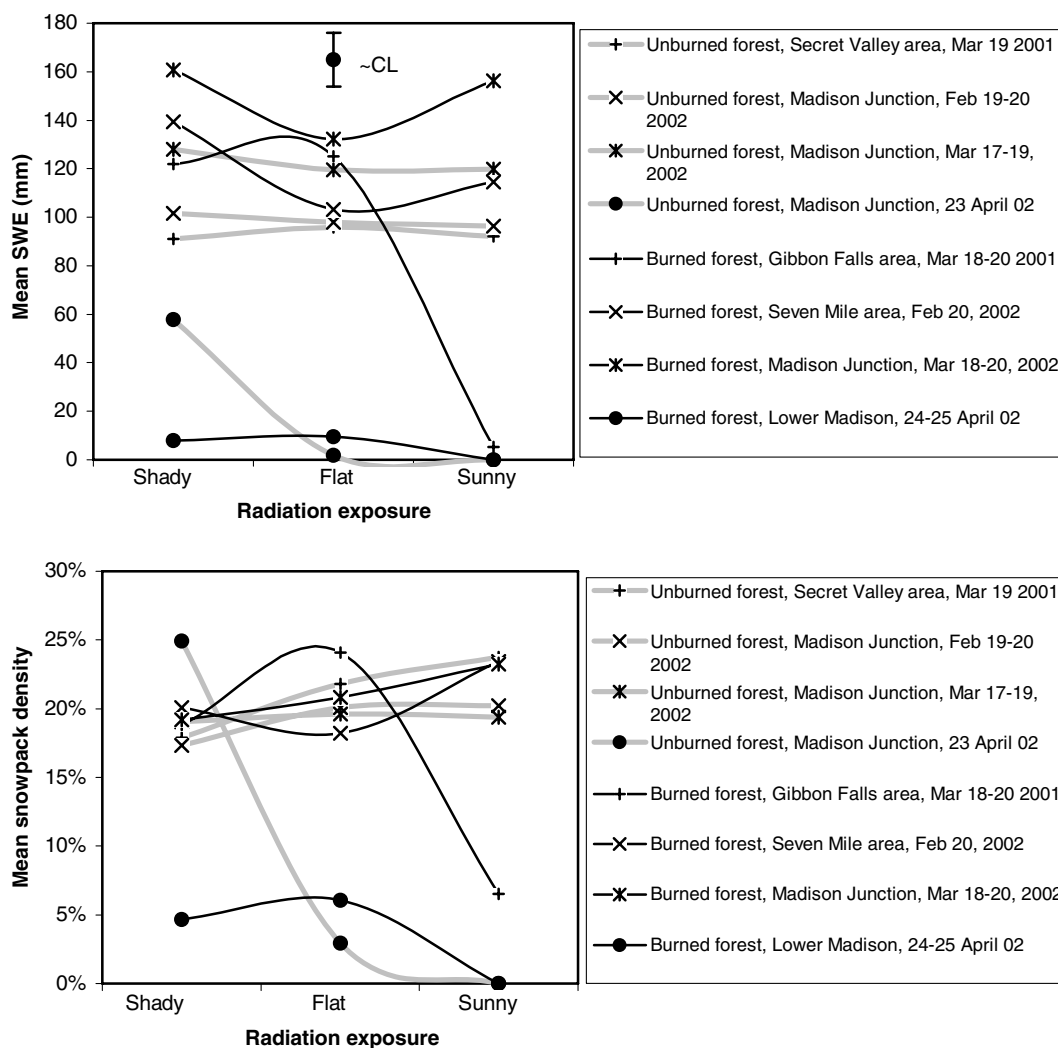 180
160
140
120
100
80
60
40
20
0
Mean SWE (mm)
~CL
Shady
Flat
Sunny
Radiation exposure
Unburned forest, Secret Valley area, Mar 19 2001
Unburned forest, Madison Junction, Feb 19-20
2002
Unburned forest, Madison Junction, Mar 17-19,
2002
Unburned forest, Madison Junction, 23 April 02
Burned forest, Gibbon Falls area, Mar 18-20 2001
Burned forest, Seven Mile area, Feb 20, 2002
Burned forest, Madison Junction, Mar 18-20, 2002
Burned forest, Lower Madison, 24-25 April 02
30%
25%
20%
15%
10%
5%
0%
Mean snowpack density
Shady
Flat
Sunny
Radiation exposure
Unburned forest, Secret Valley area, Mar 19 2001
Unburned forest, Madison Junction, Feb 19-20
2002
Unburned forest, Madison Junction, Mar 17-19,
2002
Unburned forest, Madison Junction, 23 April 02
Burned forest, Gibbon Falls area, Mar 18-20 2001
Burned forest, Seven Mile area, Feb 20, 2002
Burned forest, Madison Junction, Mar 18-20, 2002
Burned forest, Lower Madison, 24-25 April 02